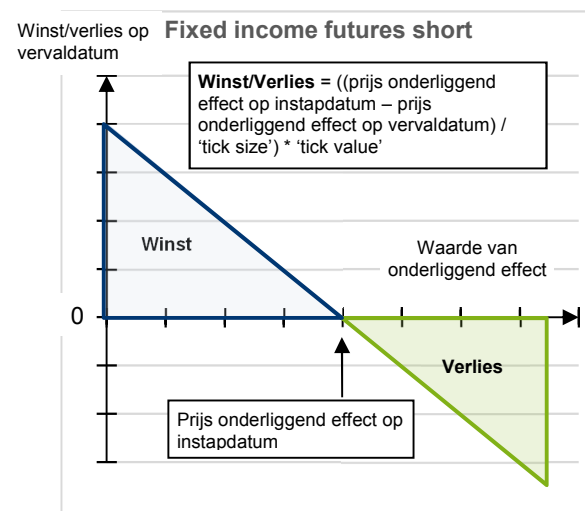 Winst/verlies op
vervaldatum
Fixed income futures short
Winst/Verlies = ((prijs onderliggend
effect op instapdatum – prijs
onderliggend effect op vervaldatum) /
‘tick size’) * ‘tick value’
Winst
Waarde van
onderliggend effect
0
Verlies
Prijs onderliggend effect op
instapdatum